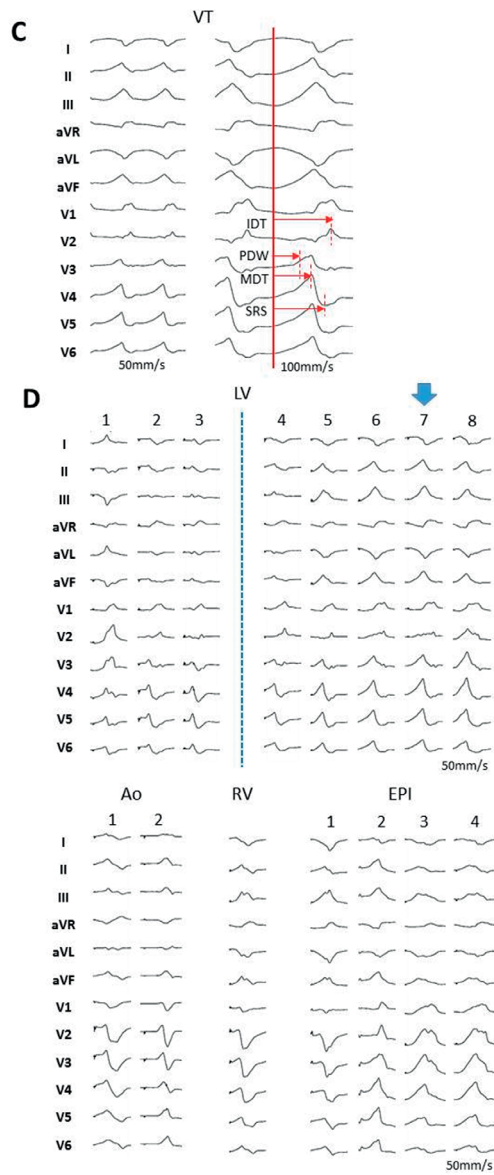 C
VT
I
II
III
aVR
aVL
aVF
V1
IDT
V2
PDW
V3
MDT
V4
SRS
V5
V6
50mm/s 100mm/s
D
LV
1 2 3 4 5 6 7 8
I
II
III
aVR
aVL
aVF
V1
V2
V3
V4
V5
V6
50mm/s
Ao RV EPI
1 2 1 2 3 4
I
II
III
aVR
aVL
aVF
V1
V2
V3
V4
V5
V6
50mm/s